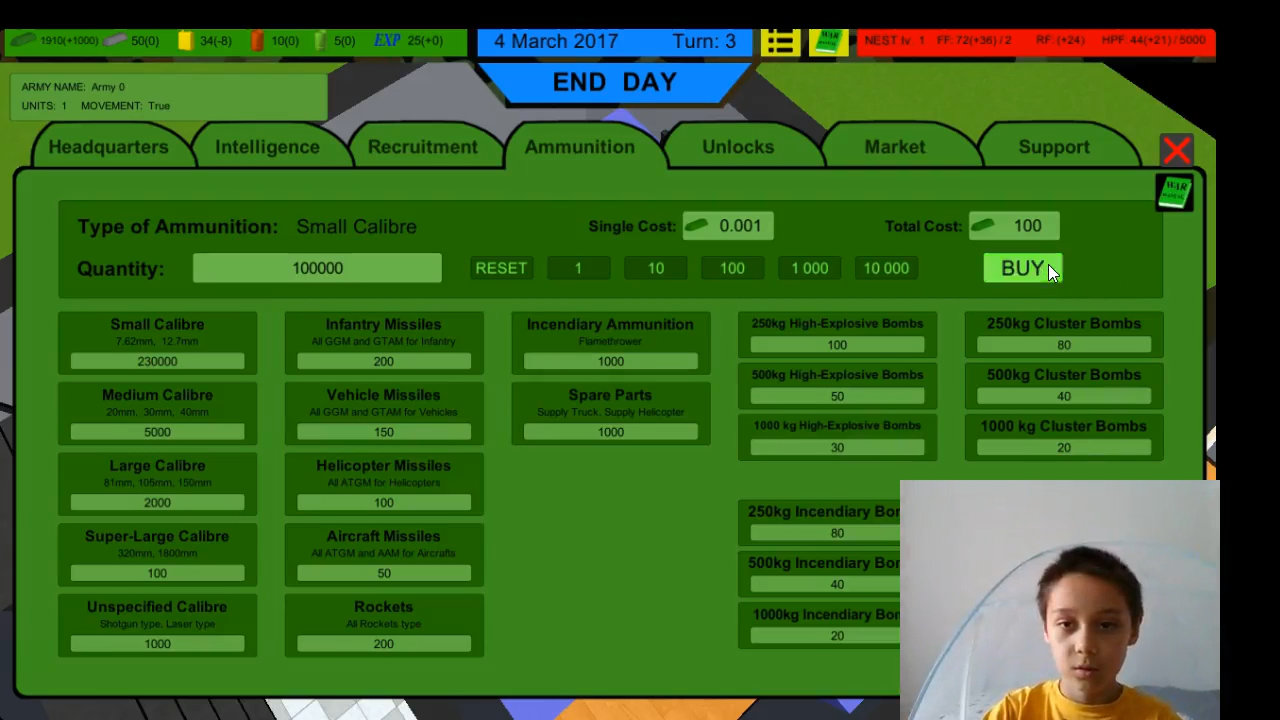 1910(+1000) 50(0) 34(-8) 10(0) 5(0) EXP 25(+0)
4 March 2017 Turn: 3
NEST lv. 1 FF: 72(+36) / 2 RF: (+24) HPF: 44(+21) / 5000
END DAY
ARMY NAME: Army 0
UNITS: 1 MOVEMENT: True
Headquarters Intelligence Recruitment Ammunition Unlocks Market Support
WAR
Type of Ammunition: Small Calibre Single Cost: 0.001 Total Cost: 100
Quantity: 100000 RESET 1 10 100 1 000 10 000 BUY
Small Calibre
7.62mm, 12.7mm
230000
Medium Calibre
20mm, 30mm, 40mm
5000
Large Calibre
81mm, 105mm, 150mm
2000
Super-Large Calibre
320mm, 1800mm
100
Unspecified Calibre
Shotgun type, Laser type
1000
Infantry Missiles
All GGM and GTAM for Infantry
200
Vehicle Missiles
All GGM and GTAM for Vehicles
150
Helicopter Missiles
All ATGM for Helicopters
100
Aircraft Missiles
All ATGM and AAM for Aircrafts
50
Rockets
All Rockets type
200
Incendiary Ammunition
Flamethrower
1000
Spare Parts
Supply Truck, Supply Helicopter
1000
250kg High-Explosive Bombs
100
500kg High-Explosive Bombs
50
1000 kg High-Explosive Bombs
30
250kg Incendiary Bor
80
500kg Incendiary Bor
40
1000kg Incendiary Bor
20
250kg Cluster Bombs
80
500kg Cluster Bombs
40
1000 kg Cluster Bombs
20